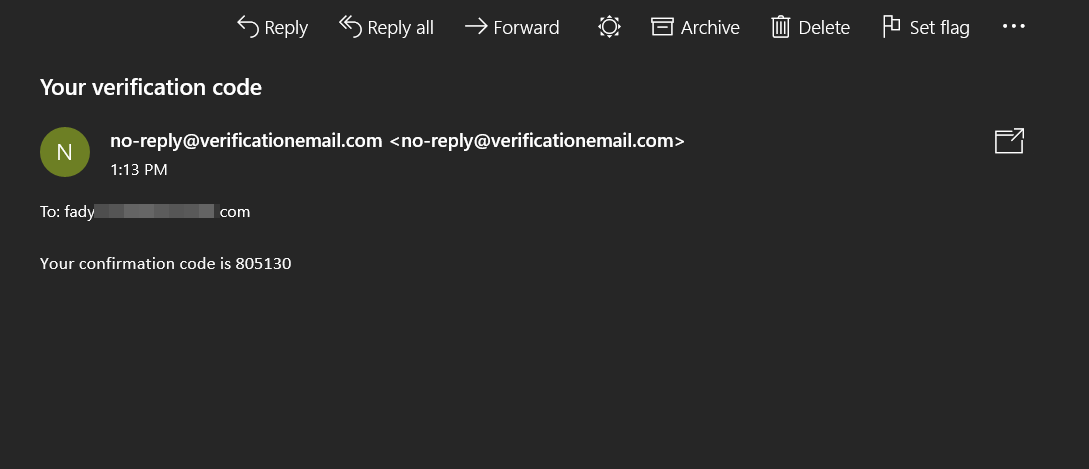 Reply Reply all Forward Archive Delete Set flag
Your verification code
N
no-reply@verificationemail.com <no-reply@verificationemail.com>
1:13 PM
To: fady com
Your confirmation code is 805130